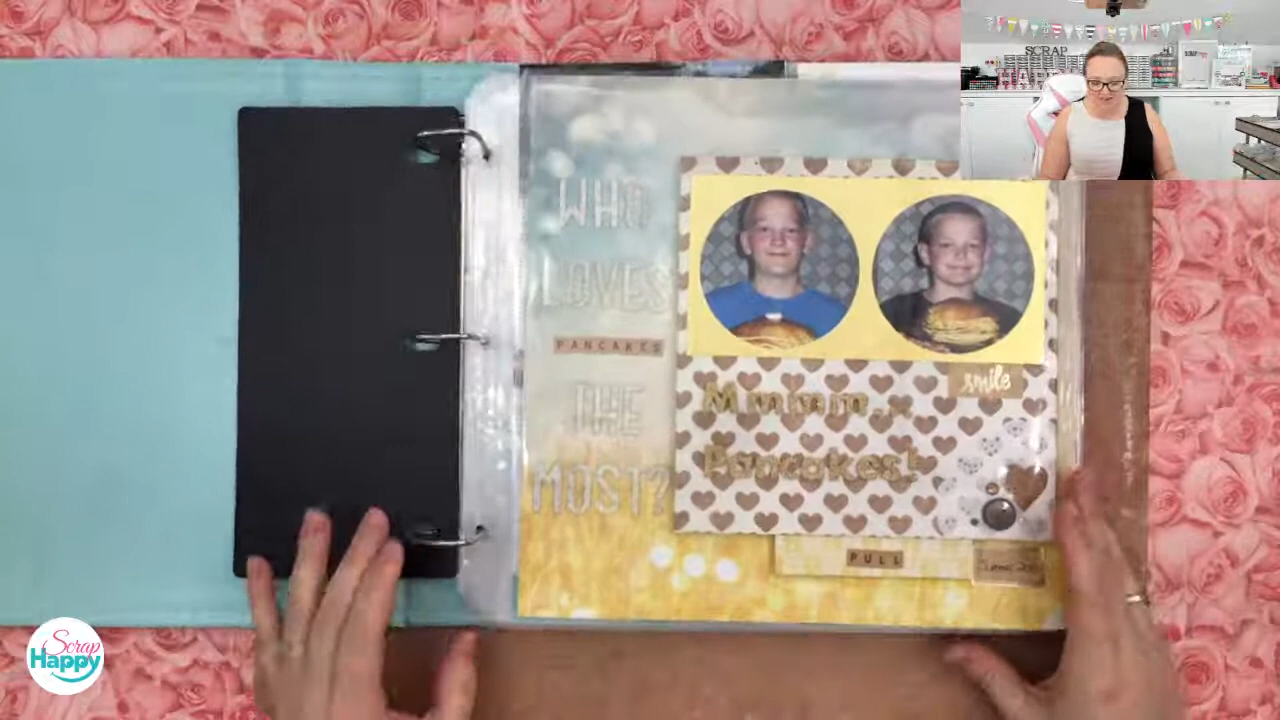 SCRAP
WHO
LOVES
PANCAKES
THE
MOST?
smile
Mmmm...
Pancakes!
PULL
Scrap
Happy